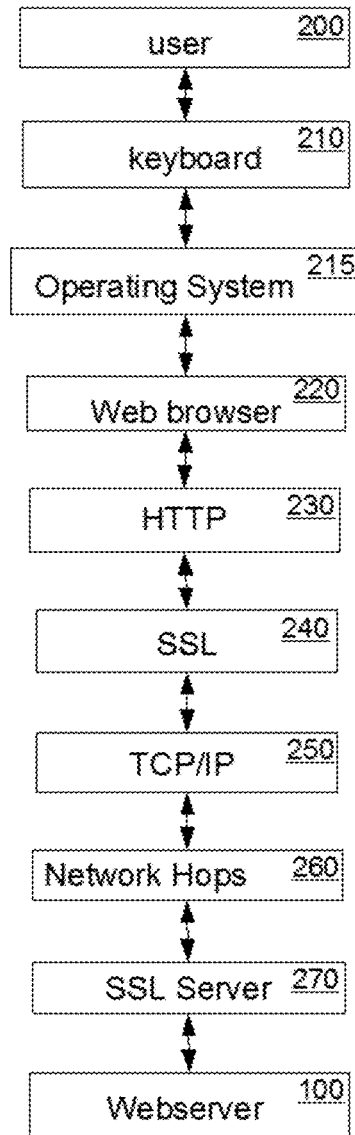 200
user
210
keyboard
215
Operating System
220
Web browser
230
HTTP
240
SSL
250
TCP/IP
260
Network Hops
270
SSL Server
100
Webserver